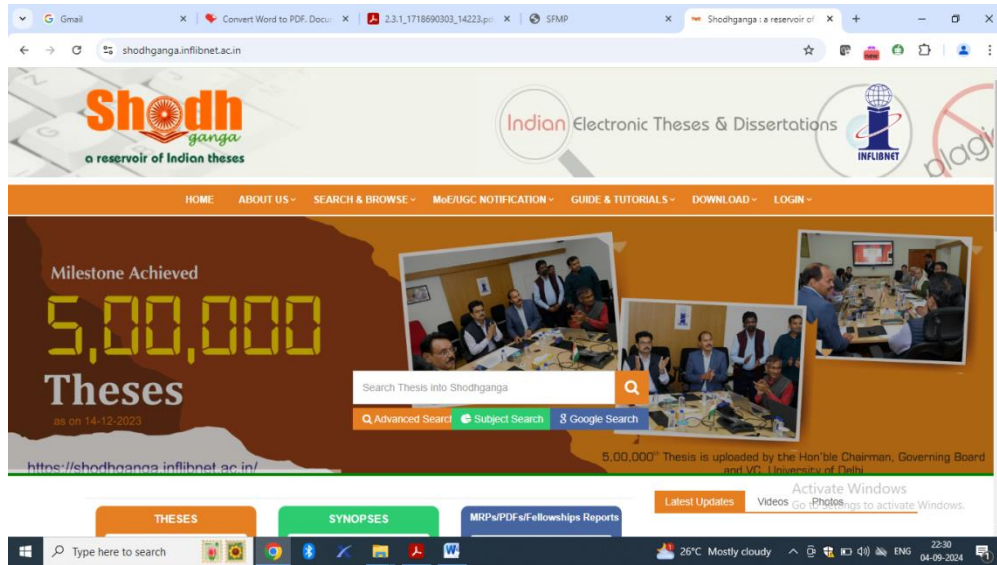 Gmail
Convert Word to PDF. Docum
2.3.1_1718690303_14223.pd
SFMP
Shodhganga : a reservoir of
shodhganga.inflibnet.ac.in
new
Shodh
ganga
a reservoir of Indian theses
Indian Electronic Theses & Dissertations
INFLIBNET
plagi
HOME ABOUT US SEARCH & BROWSE MoE/UGC NOTIFICATION GUIDE & TUTORIALS DOWNLOAD LOGIN
Milestone Achieved
5,00,000
Theses
as on 14-12-2023
Search Thesis into Shodhganga
Advanced Search Subject Search Google Search
https://shodhganga.inflibnet.ac.in/
5,00,000th Thesis is uploaded by the Hon'ble Chairman, Governing Board
and VC, University of Delhi
Latest Updates Videos Photos
Activate Windows
Go to Settings to activate Windows.
THESES
SYNOPSES
MRPs/PDFs/Fellowships Reports
Type here to search
26°C Mostly cloudy
ENG
22:30
04-09-2024